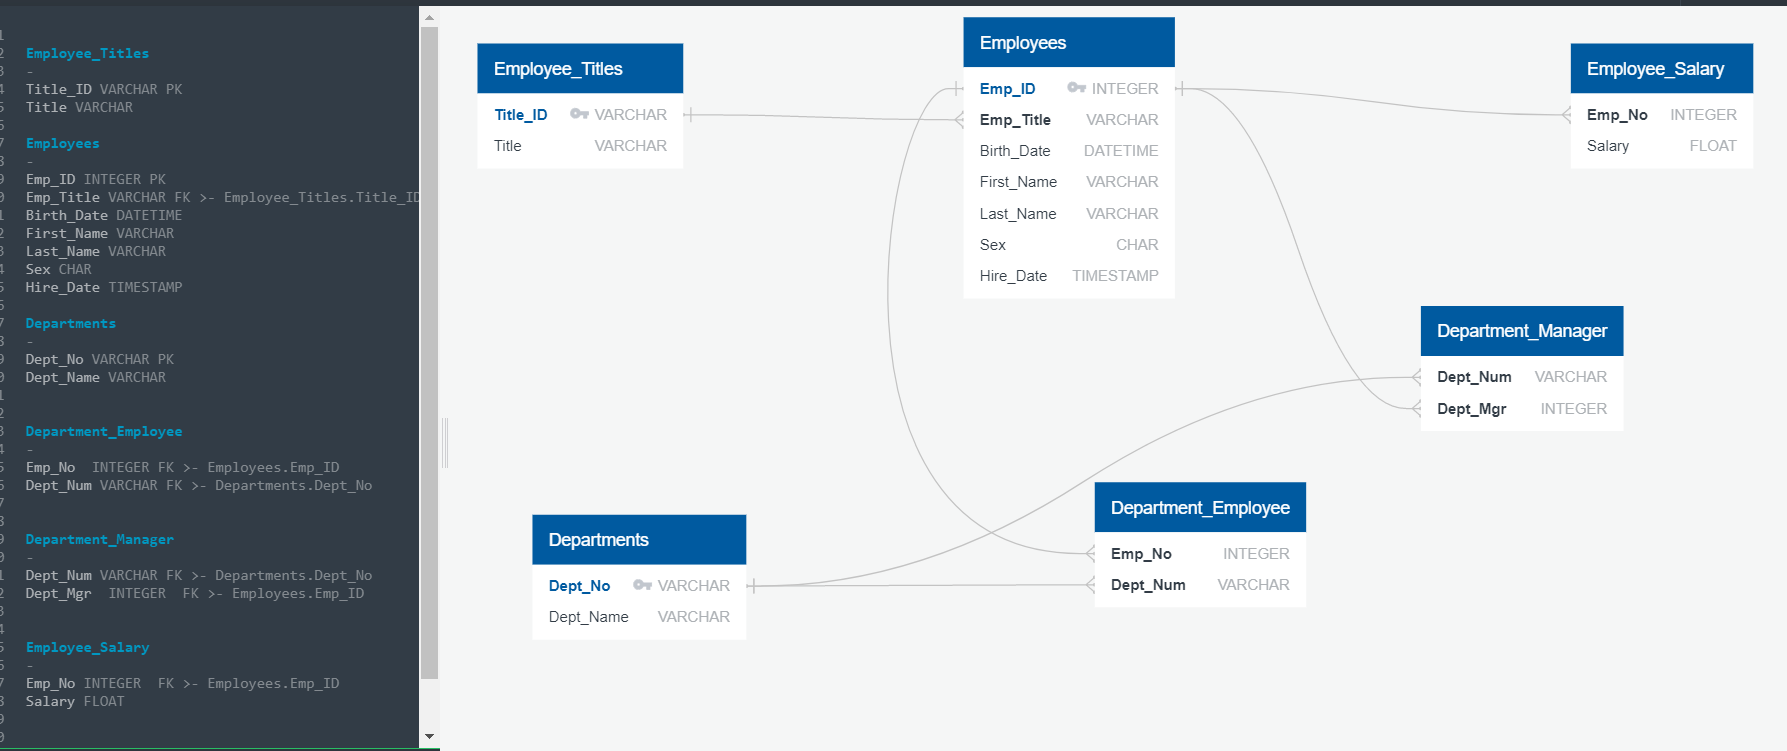 Employee_Titles
-
Title_ID VARCHAR PK
Title VARCHAR
Employees
-
Emp_ID INTEGER PK
Emp_Title VARCHAR FK >- Employee_Titles.Title_ID
Birth_Date DATETIME
First_Name VARCHAR
Last_Name VARCHAR
Sex CHAR
Hire_Date TIMESTAMP
Departments
-
Dept_No VARCHAR PK
Dept_Name VARCHAR
Department_Employee
-
Emp_No  INTEGER FK >- Employees.Emp_ID
Dept_Num VARCHAR FK >- Departments.Dept_No
Department_Manager
-
Dept_Num VARCHAR FK >- Departments.Dept_No
Dept_Mgr  INTEGER  FK >- Employees.Emp_ID
Employee_Salary
-
Emp_No INTEGER  FK >- Employees.Emp_ID
Salary FLOAT
Employee_Titles
Title_ID VARCHAR
Title VARCHAR
Employees
Emp_ID INTEGER
Emp_Title VARCHAR
Birth_Date DATETIME
First_Name VARCHAR
Last_Name VARCHAR
Sex CHAR
Hire_Date TIMESTAMP
Employee_Salary
Emp_No INTEGER
Salary FLOAT
Department_Manager
Dept_Num VARCHAR
Dept_Mgr INTEGER
Department_Employee
Emp_No INTEGER
Dept_Num VARCHAR
Departments
Dept_No VARCHAR
Dept_Name VARCHAR